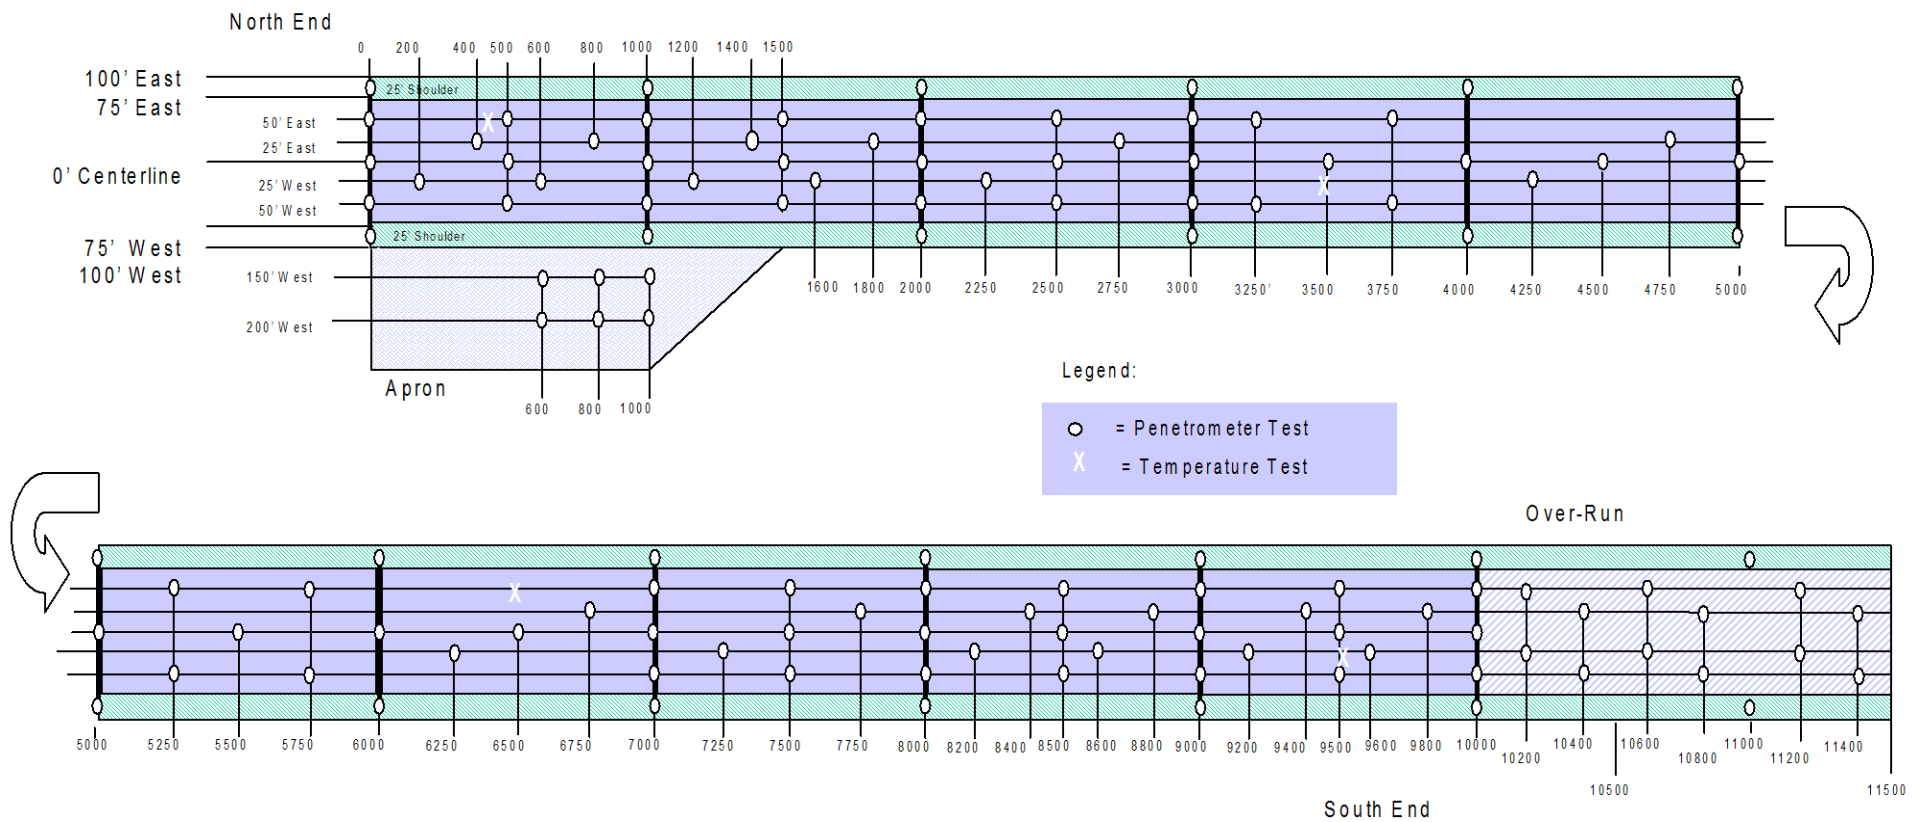 North End
0 200 400 500 600 800 1000 1200 1400 1500
100' East
25' Shoulder
75' East
50' East
25' East
0' Centerline
25' West
50' West
25' Shoulder
75' West
100' West
150' West
200' West
1600 1800 2000 2250 2500 2750 3000 3250' 3500 3750 4000 4250 4500 4750 5000
Apron
600 800 1000
Legend:
= Penetrometer Test
X = Temperature Test
Over-Run
5000 5250 5500 5750 6000 6250 6500 6750 7000 7250 7500 7750 8000 8200 8400 8500 8600 8800 9000 9200 9400 9500 9600 9800 10000 10200 10400 10600 10800 11000 11200 11400
10500 11500
South End